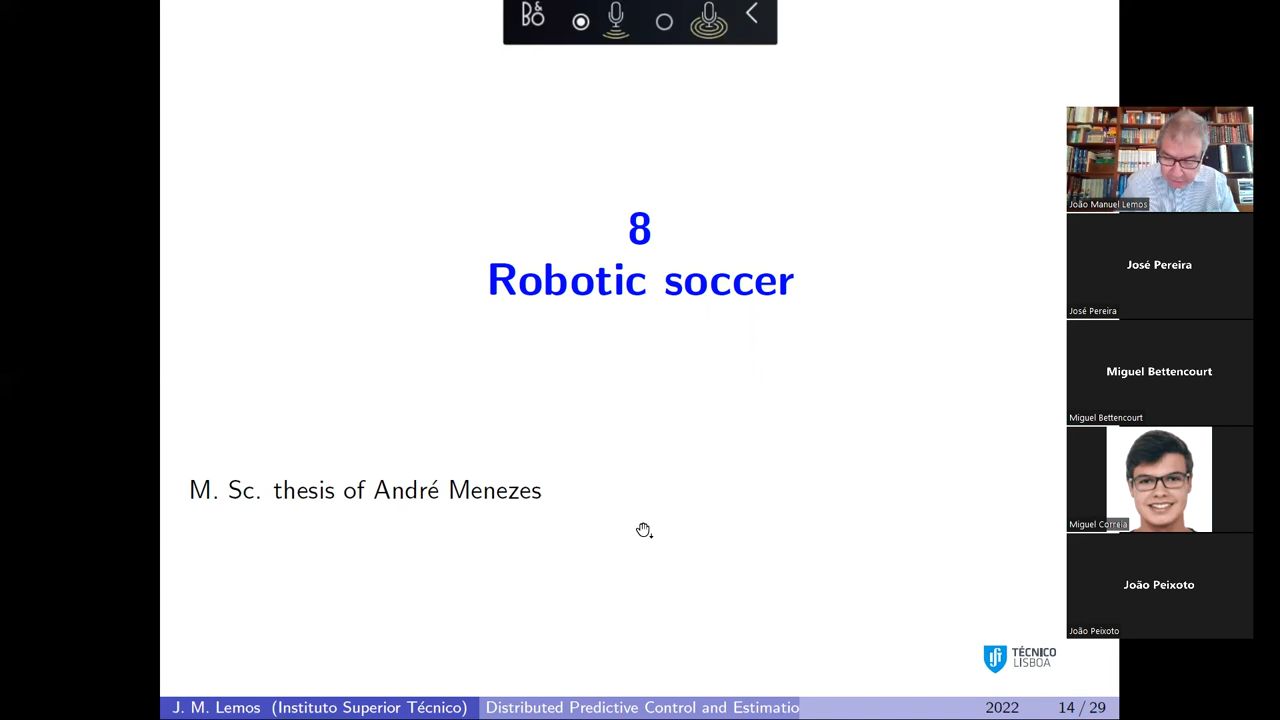 B&O
8
Robotic soccer
M. Sc. thesis of André Menezes
TÉCNICO
LISBOA
J. M. Lemos (Instituto Superior Técnico)
Distributed Predictive Control and Estimatio
2022
14 / 29
João Manuel Lemos
José Pereira
José Pereira
Miguel Bettencourt
Miguel Bettencourt
Miguel Correia
João Peixoto
João Peixoto